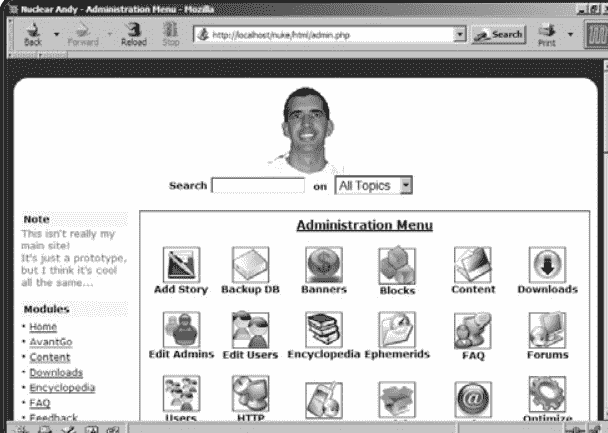 Nuclear Andy - Administration Menu - Mozilla
Back Forward Reload Stop http://localhost/nuke/html/admin.php Search Print
Search on All Topics
Note
This isn't really my
main site!
It's just a prototype,
but I think it's cool
all the same...
Modules
• Home
• AvantGo
• Content
• Downloads
• Encyclopedia
• FAQ
• Feedback
Administration Menu
Add Story Backup DB Banners Blocks Content Downloads
Edit Admins Edit Users Encyclopedia Ephemerids FAQ Forums
Users HTTP Optimize